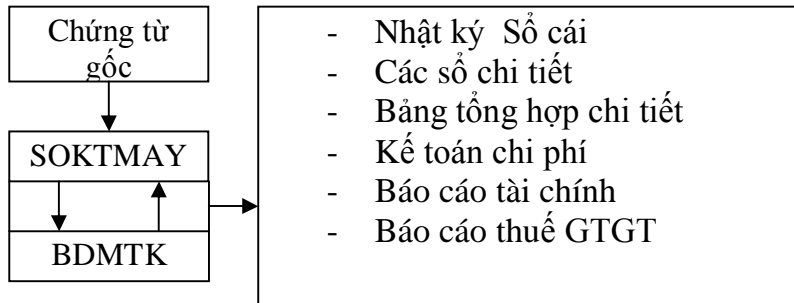 Chứng từ
gốc
SOKTMAY
BDMTK
- Nhật ký Sổ cái
- Các sổ chi tiết
- Bảng tổng hợp chi tiết
- Kế toán chi phí
- Báo cáo tài chính
- Báo cáo thuế GTGT